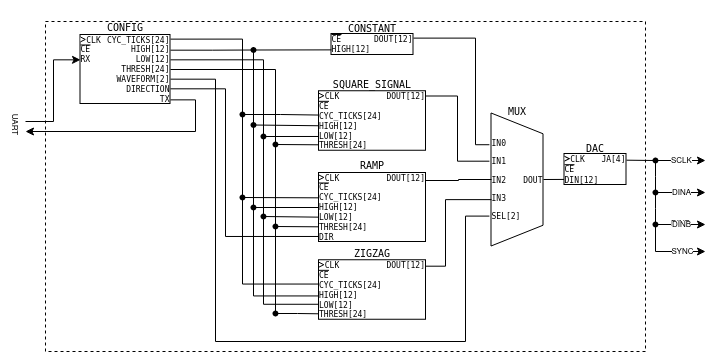 CONFIG
>CLK CYC_TICKS[24]
CE HIGH[12]
RX LOW[12]
THRESH[24]
WAVEFORM[2]
DIRECTION
TX
UART
CONSTANT
CE DOUT[12]
HIGH[12]
SQUARE SIGNAL
>CLK DOUT[12]
CE
CYC_TICKS[24]
HIGH[12]
LOW[12]
THRESH[24]
RAMP
>CLK DOUT[12]
CE
CYC_TICKS[24]
HIGH[12]
LOW[12]
THRESH[24]
DIR
ZIGZAG
>CLK DOUT[12]
CE
CYC_TICKS[24]
HIGH[12]
LOW[12]
THRESH[24]
MUX
IN0
IN1
IN2 DOUT
IN3
SEL[2]
DAC
>CLK JA[4]
CE
DIN[12]
SCLK
DINA
DINB
SYNC